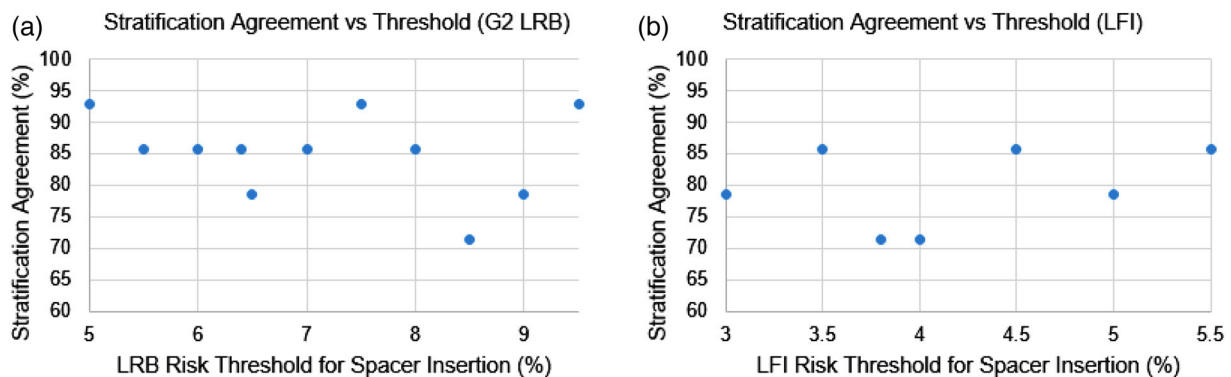 (a) Stratification Agreement vs Threshold (G2 LRB)
Stratification Agreement (%)
100
95
90
85
80
75
70
65
60
5 6 7 8 9
LRB Risk Threshold for Spacer Insertion (%)
(b) Stratification Agreement vs Threshold (LFI)
Stratification Agreement (%)
100
95
90
85
80
75
70
65
60
3 3.5 4 4.5 5 5.5
LFI Risk Threshold for Spacer Insertion (%)